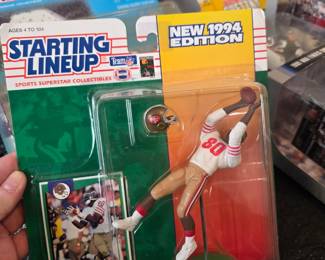 AGES 4 TO 104
STARTING
LINEUP
SPORTS SUPERSTAR COLLECTIBLES
NEW 1994
EDITION
80